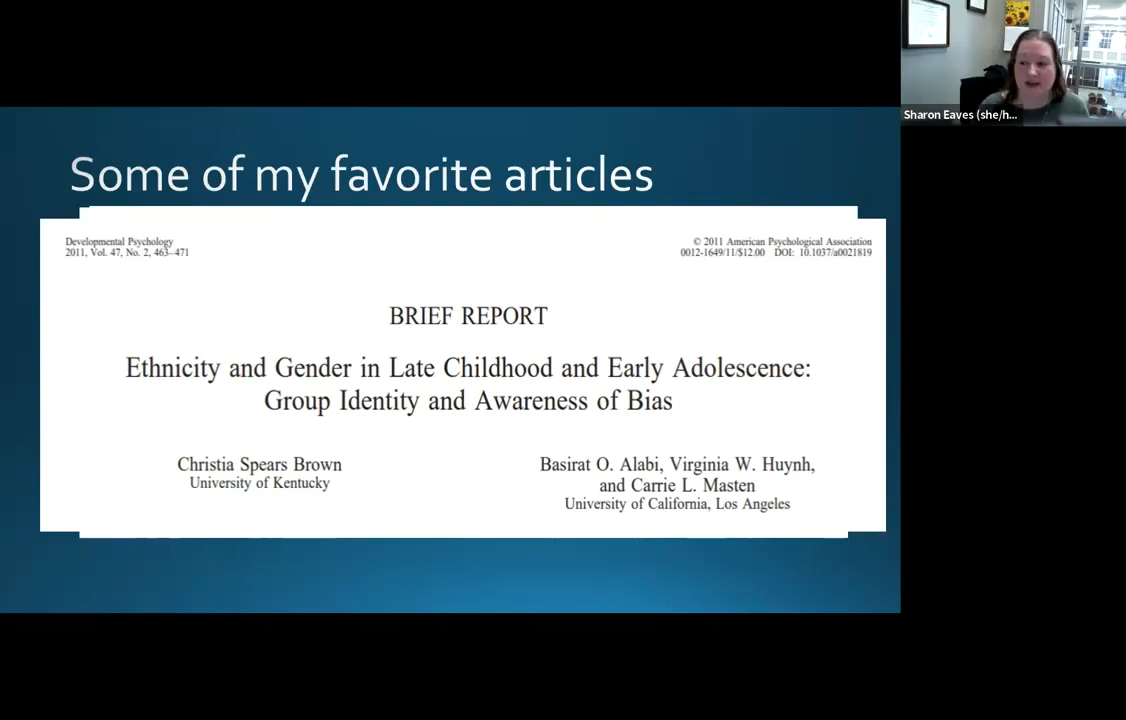 Sharon Eaves (she/h...
Some of my favorite articles
Developmental Psychology
2011, Vol. 47, No. 2, 463–471
© 2011 American Psychological Association
0012-1649/11/$12.00 DOI: 10.1037/a0021819
BRIEF REPORT
Ethnicity and Gender in Late Childhood and Early Adolescence:
Group Identity and Awareness of Bias
Christia Spears Brown
University of Kentucky
Basirat O. Alabi, Virginia W. Huynh,
and Carrie L. Masten
University of California, Los Angeles